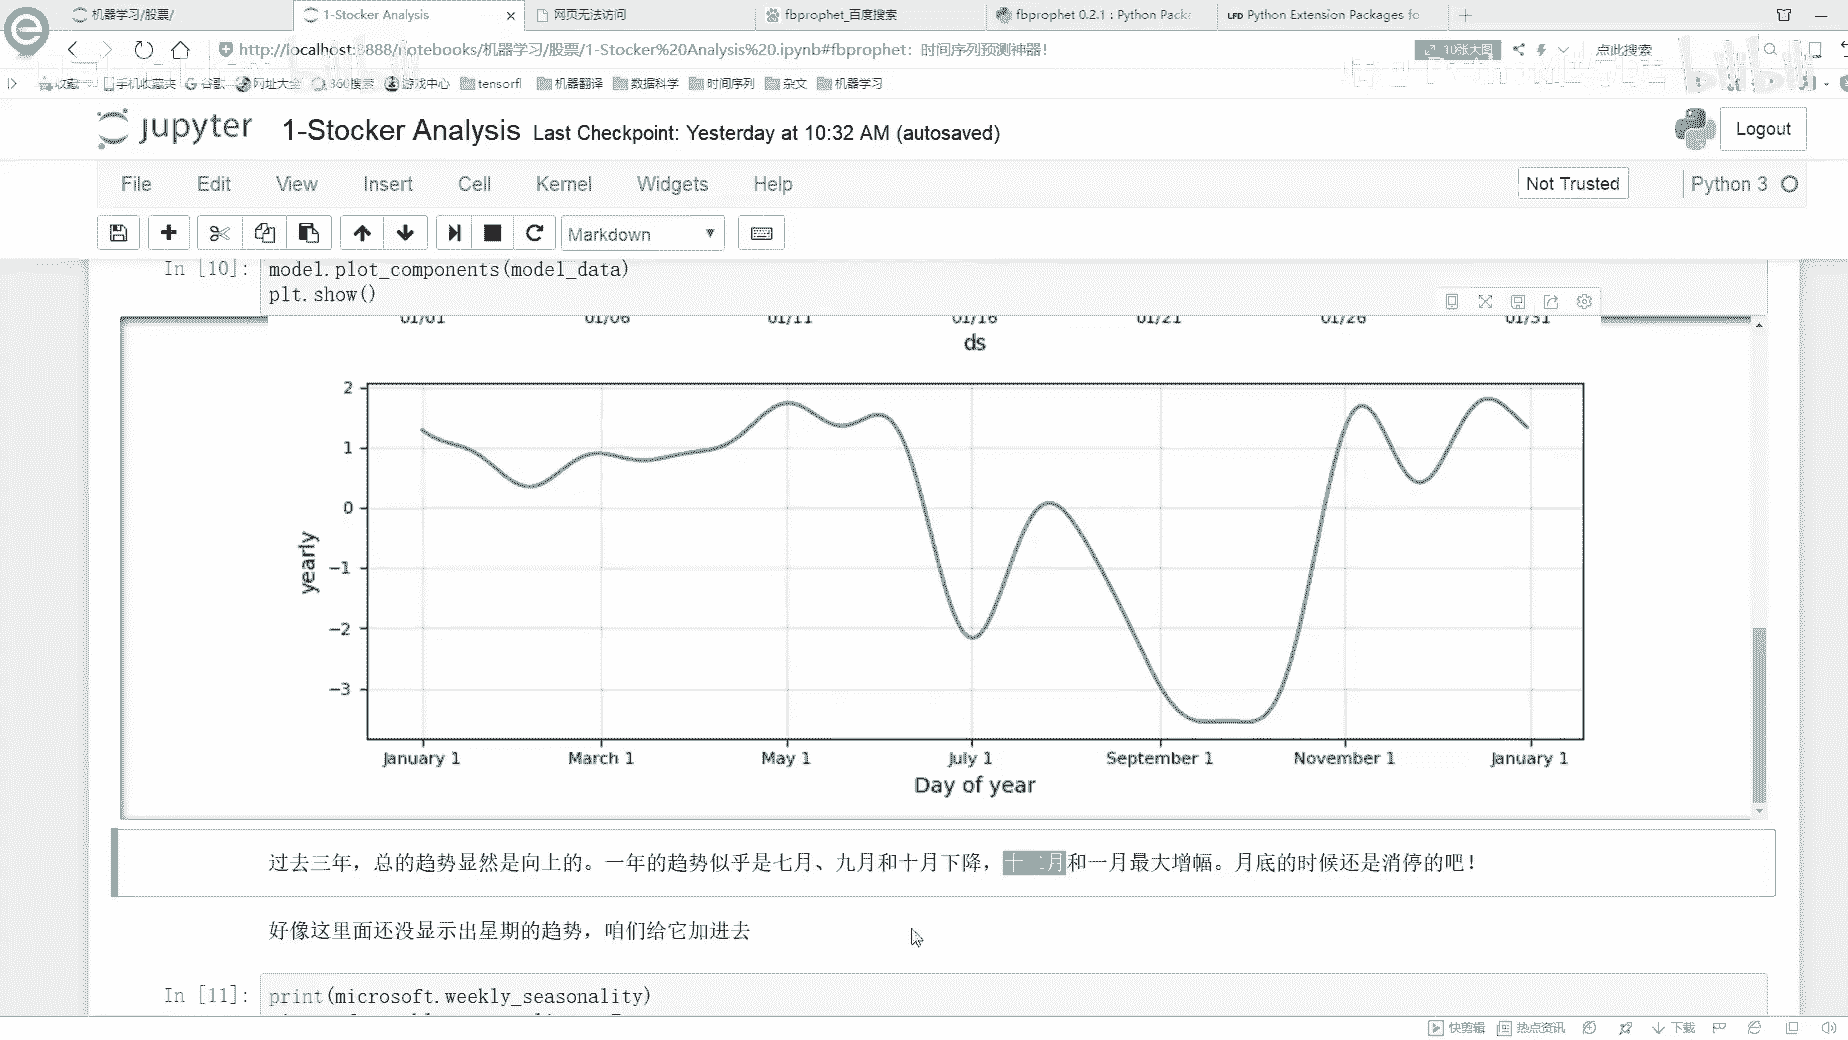 机器学习/股票/
1-Stocker Analysis
网页无法访问
fbprophet_百度搜索
fbprophet 0.2.1 : Python Packa
LFD Python Extension Packages fo
http://localhost:8888/notebooks/机器学习/股票/1-Stocker%20Analysis%20.ipynb#fbprophet：时间序列预测神器！
10张大图
点此搜索
收藏
手机收藏夹
谷歌
网址大全
360搜索
游戏中心
tensorfl
机器翻译
数据科学
时间序列
杂文
机器学习
jupyter 1-Stocker Analysis Last Checkpoint: Yesterday at 10:32 AM (autosaved)
Logout
File Edit View Insert Cell Kernel Widgets Help
Not Trusted
Python 3
Markdown
In [10]: model.plot_components(model_data)
plt.show()
01/01 01/06 01/11 01/16 01/21 01/26 01/31
ds
2
1
0
−1
−2
−3
yearly
January 1 March 1 May 1 July 1 September 1 November 1 January 1
Day of year
过去三年，总的趋势显然是向上的。一年的趋势似乎是七月、九月和十月下降，十二月和一月最大增幅。月底的时候还是消停的吧！
好像这里面还没显示出星期的趋势，咱们给它加进去
In [11]: print(microsoft.weekly_seasonality)
快剪辑
热点资讯
下载